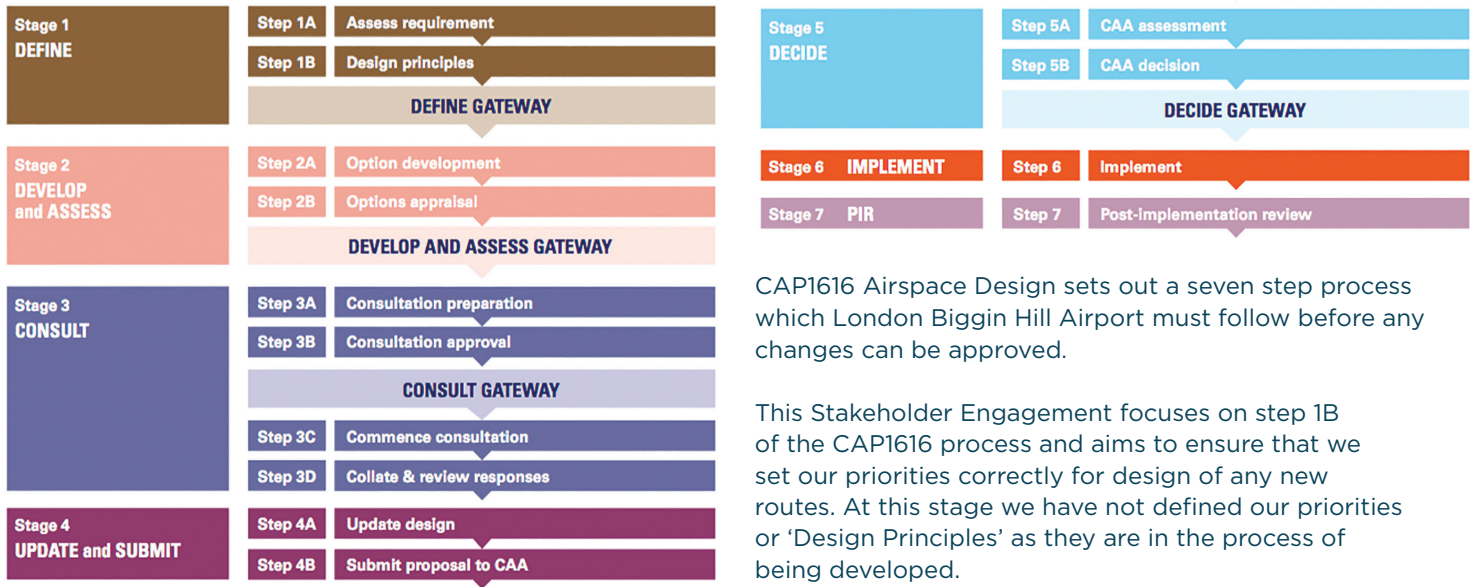 Stage 1
DEFINE
Step 1A Assess requirement
Step 1B Design principles
DEFINE GATEWAY
Stage 2
DEVELOP
and ASSESS
Step 2A Option development
Step 2B Options appraisal
DEVELOP AND ASSESS GATEWAY
Stage 3
CONSULT
Step 3A Consultation preparation
Step 3B Consultation approval
CONSULT GATEWAY
Step 3C Commence consultation
Step 3D Collate & review responses
Stage 4
UPDATE and SUBMIT
Step 4A Update design
Step 4B Submit proposal to CAA
Stage 5
DECIDE
Step 5A CAA assessment
Step 5B CAA decision
DECIDE GATEWAY
Stage 6 IMPLEMENT
Step 6 Implement
Stage 7 PIR
Step 7 Post-implementation review
CAP1616 Airspace Design sets out a seven step process
which London Biggin Hill Airport must follow before any
changes can be approved.
This Stakeholder Engagement focuses on step 1B
of the CAP1616 process and aims to ensure that we
set our priorities correctly for design of any new
routes. At this stage we have not defined our priorities
or ‘Design Principles’ as they are in the process of
being developed.